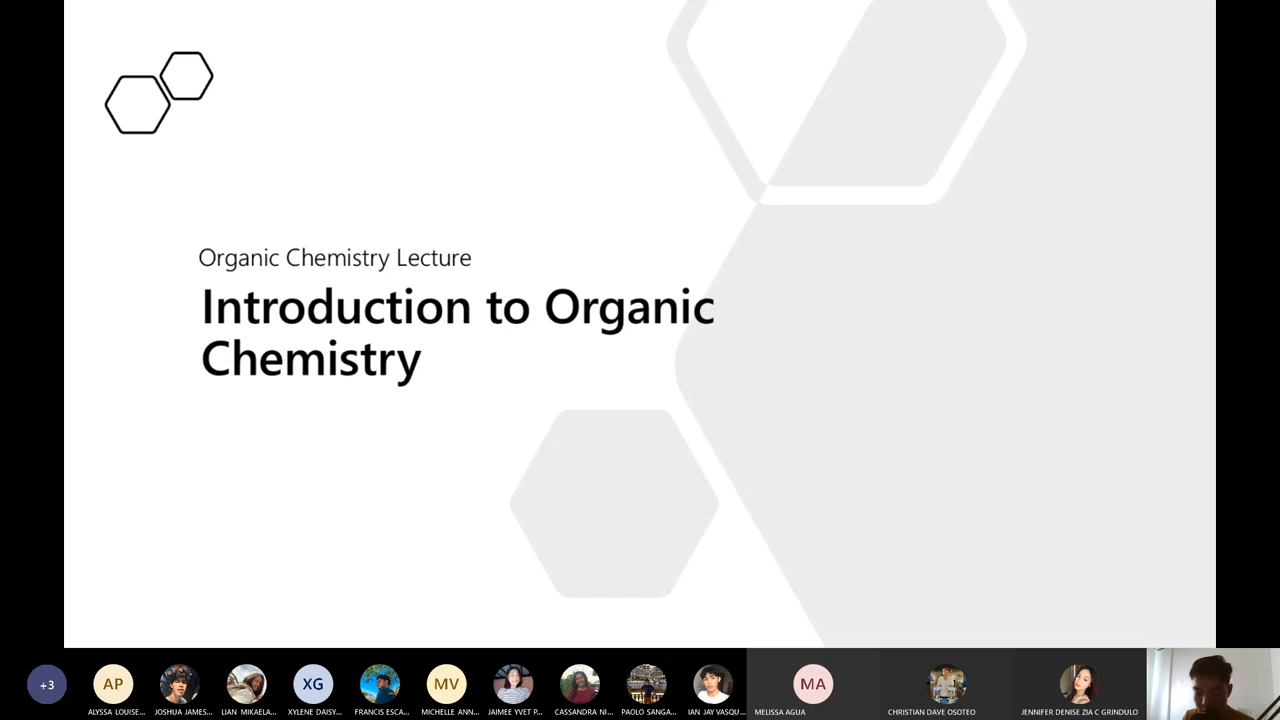 Organic Chemistry Lecture
Introduction to Organic
Chemistry
+3
AP
XG
MV
MA
ALYSSA LOUISE...
JOSHUA JAMES...
LIAN MIKAELA...
XYLENE DAISY...
FRANCIS ESCA...
MICHELLE ANN...
JAIMEE YVET P...
CASSANDRA NI...
PAOLO SANGA...
IAN JAY VASQU...
MELISSA AGUA
CHRISTIAN DAVE OSOTEO
JENNIFER DENISE ZIA C GRINDULO